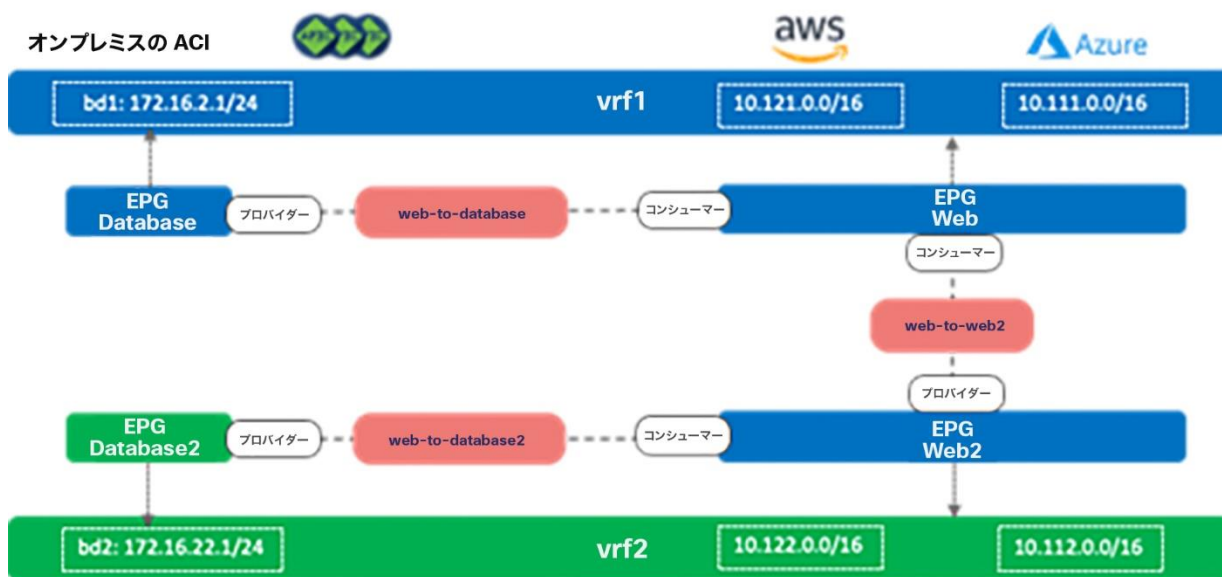 オンプレミスの ACI
aws
Azure
bd1: 172.16.2.1/24
vrf1
10.121.0.0/16
10.111.0.0/16
EPG
Database
プロバイダー
web-to-database
コンシューマー
EPG
Web
コンシューマー
web-to-web2
プロバイダー
EPG
Database2
プロバイダー
web-to-database2
コンシューマー
EPG
Web2
bd2: 172.16.22.1/24
vrf2
10.122.0.0/16
10.112.0.0/16